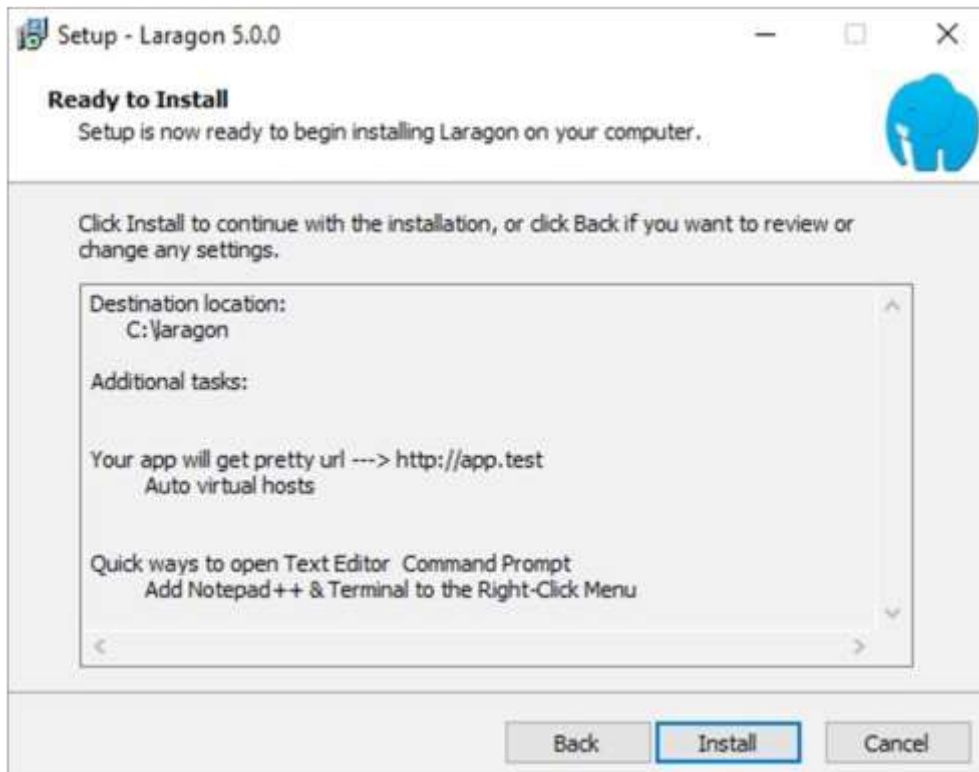 Setup - Laragon 5.0.0
Ready to Install
Setup is now ready to begin installing Laragon on your computer.
Click Install to continue with the installation, or click Back if you want to review or
change any settings.
Destination location:
C:\laragon
Additional tasks:
Your app will get pretty url ---> http://app.test
Auto virtual hosts
Quick ways to open Text Editor  Command Prompt
Add Notepad++ & Terminal to the Right-Click Menu
Back Install Cancel